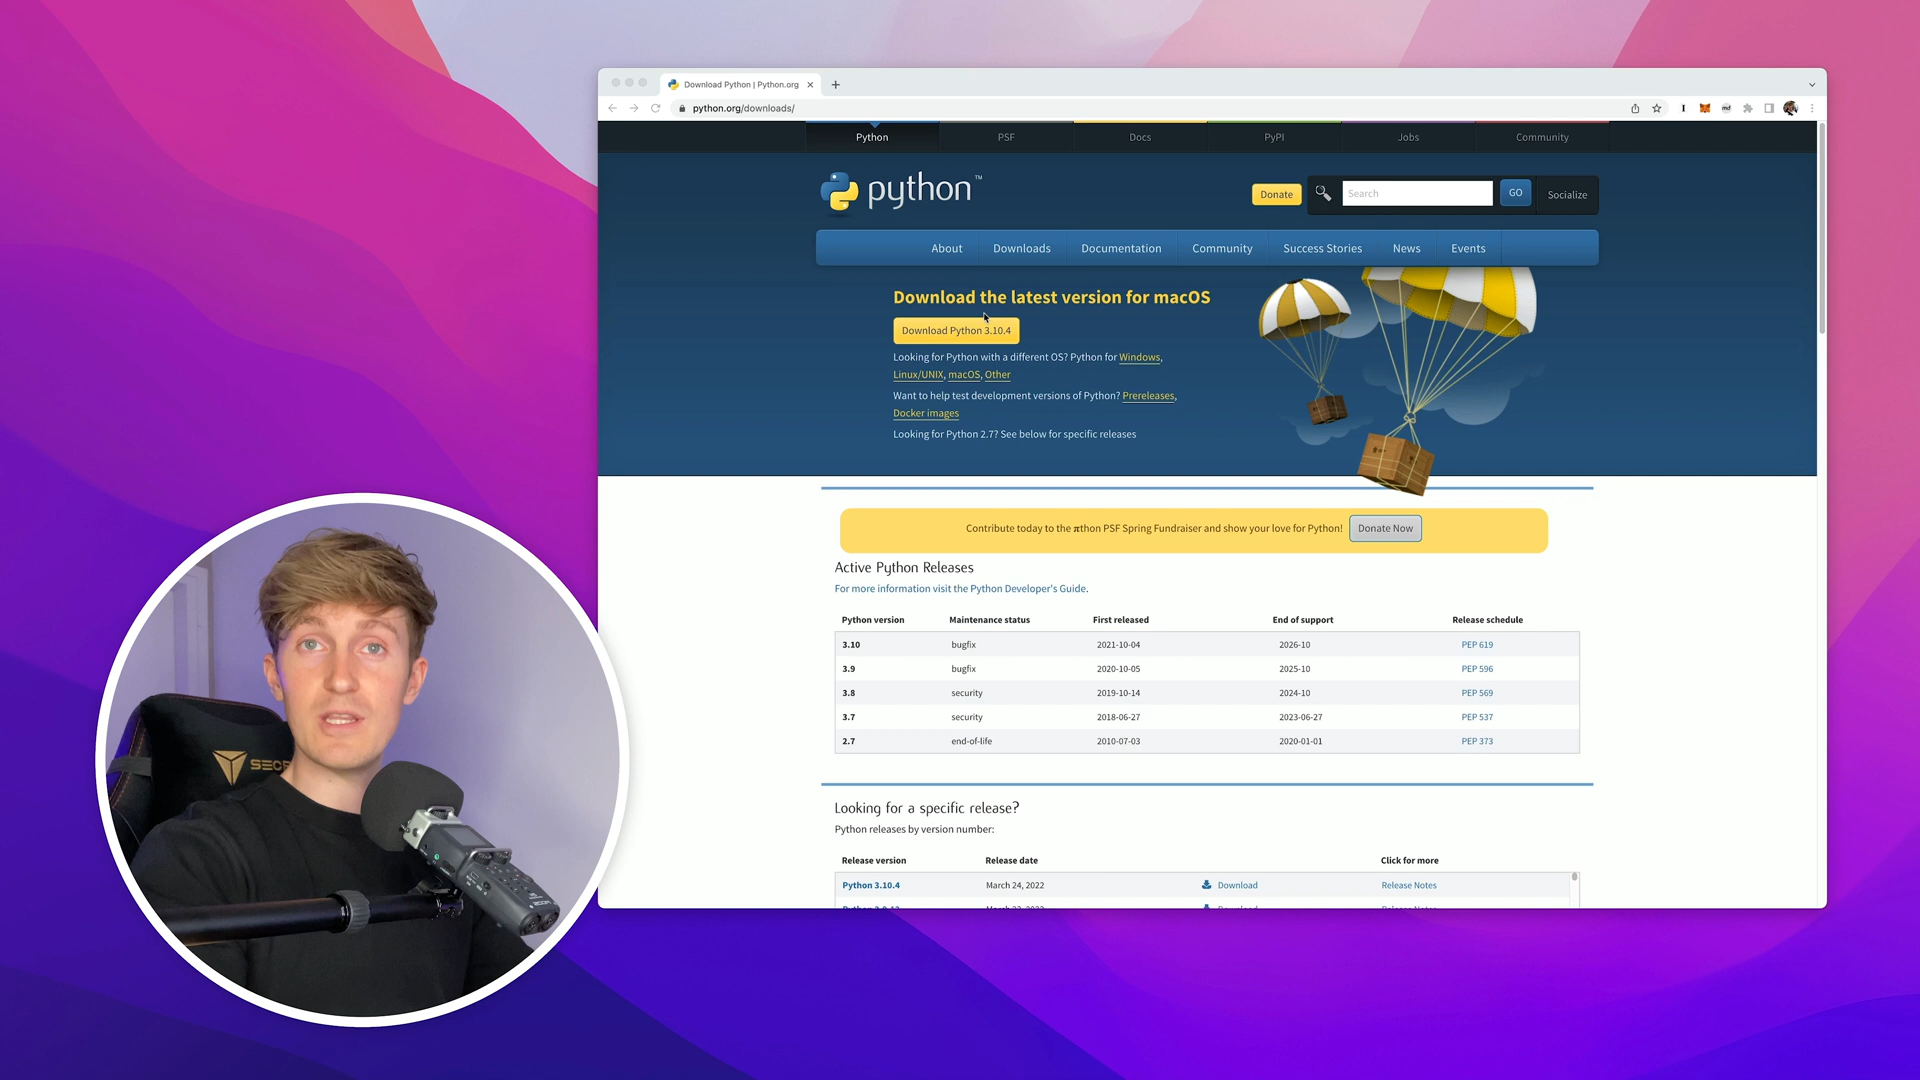 Download Python | Python.org
python.org/downloads/
Python
PSF
Docs
PyPI
Jobs
Community
python™
Donate
Search
GO
Socialize
About
Downloads
Documentation
Community
Success Stories
News
Events
Download the latest version for macOS
Download Python 3.10.4
Looking for Python with a different OS? Python for Windows,
Linux/UNIX, macOS, Other
Want to help test development versions of Python? Prereleases,
Docker images
Looking for Python 2.7? See below for specific releases
Contribute today to the πthon PSF Spring Fundraiser and show your love for Python!
Donate Now
Active Python Releases
For more information visit the Python Developer's Guide.
Python version Maintenance status First released End of support Release schedule
3.10 bugfix 2021-10-04 2026-10 PEP 619
3.9 bugfix 2020-10-05 2025-10 PEP 596
3.8 security 2019-10-14 2024-10 PEP 569
3.7 security 2018-06-27 2023-06-27 PEP 537
2.7 end-of-life 2010-07-03 2020-01-01 PEP 373
Looking for a specific release?
Python releases by version number:
Release version Release date Click for more
Python 3.10.4 March 24, 2022 Download Release Notes
SEC